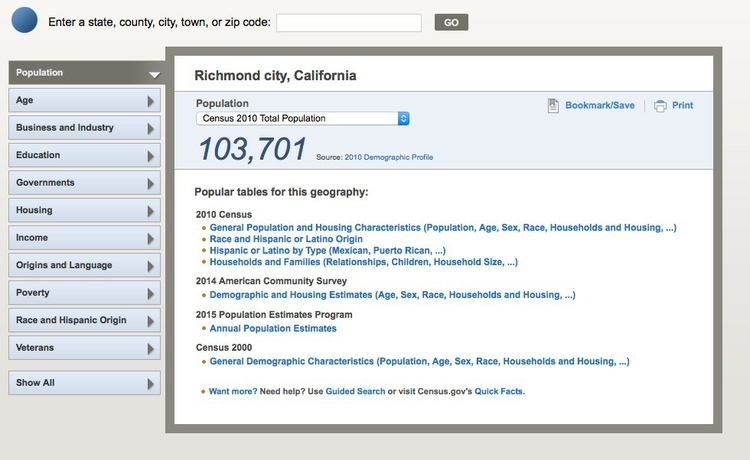 Enter a state, county, city, town, or zip code:
GO
Population
Age
Business and Industry
Education
Governments
Housing
Income
Origins and Language
Poverty
Race and Hispanic Origin
Veterans
Show All
Richmond city, California
Population
Census 2010 Total Population
Bookmark/Save
Print
103,701
Source: 2010 Demographic Profile
Popular tables for this geography:
2010 Census
General Population and Housing Characteristics (Population, Age, Sex, Race, Households and Housing, ...)
Race and Hispanic or Latino Origin
Hispanic or Latino by Type (Mexican, Puerto Rican, ...)
Households and Families (Relationships, Children, Household Size, ...)
2014 American Community Survey
Demographic and Housing Estimates (Age, Sex, Race, Households and Housing, ...)
2015 Population Estimates Program
Annual Population Estimates
Census 2000
General Demographic Characteristics (Population, Age, Sex, Race, Households and Housing, ...)
Want more? Need help? Use Guided Search or visit Census.gov's Quick Facts.